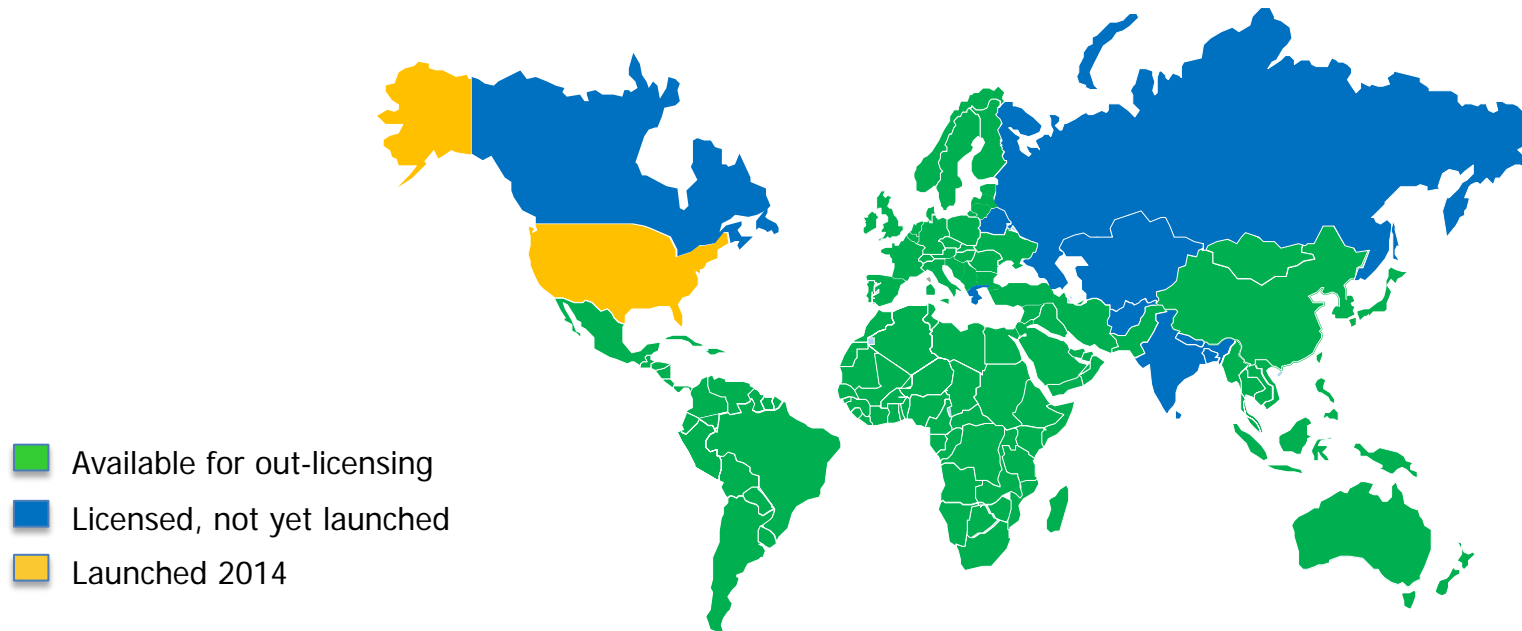 Available for out-licensing
Licensed, not yet launched
Launched 2014